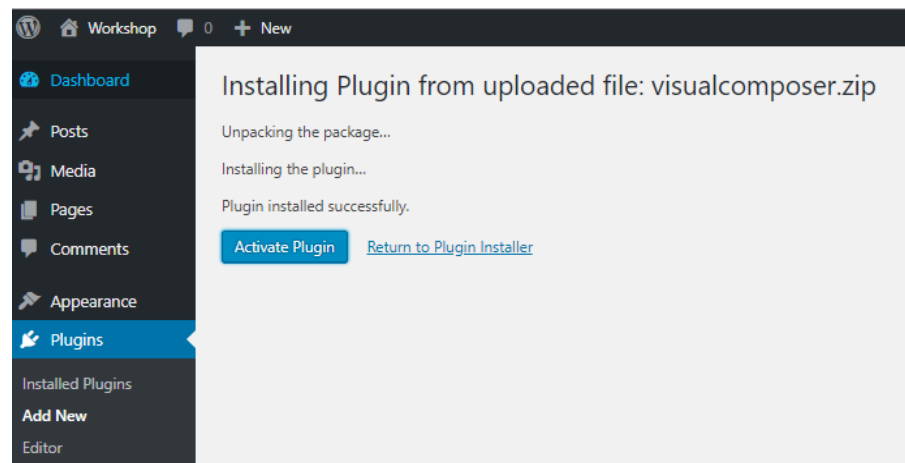 Workshop 0 + New
Dashboard
Posts
Media
Pages
Comments
Appearance
Plugins
Installed Plugins
Add New
Editor
Installing Plugin from uploaded file: visualcomposer.zip
Unpacking the package...
Installing the plugin...
Plugin installed successfully.
Activate Plugin Return to Plugin Installer